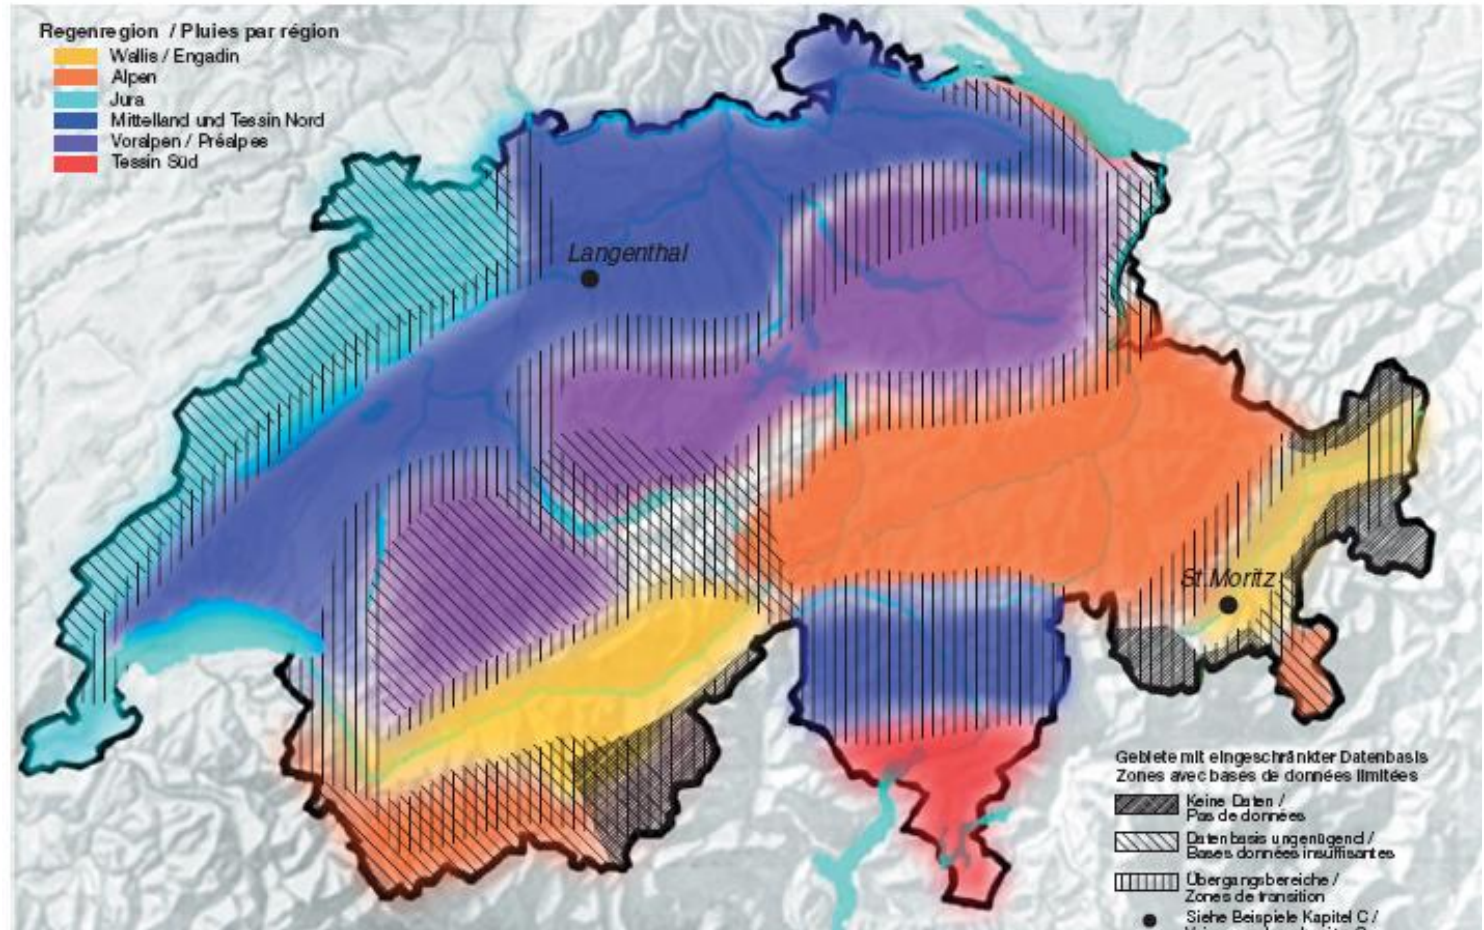 Regenregion / Pluies par région
Wallis / Engadin
Alpen
Jura
Mittelland und Tessin Nord
Voralpen / Préalpes
Tessin Süd
Langenthal
St.Moritz
Gebiete mit eingeschränkter Datenbasis
Zones avec bases de données limitées
Keine Daten /
Pas de données
Datenbasis ungenügend /
Bases données insuffisantes
Übergangsbereiche /
Zones de transition
Siehe Beispiele Kapitel C /